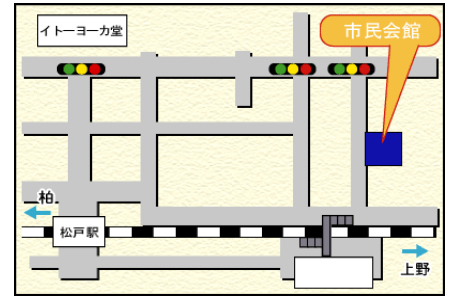 イトーヨーカ堂
市民会館
柏
松戸駅
上野